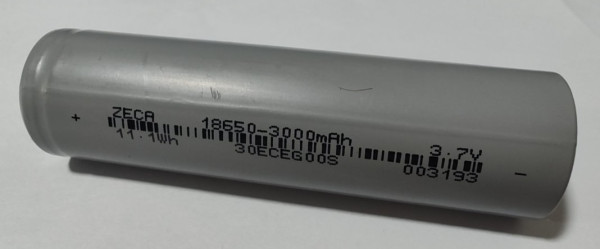 + ZECA 18650-3000mAh 3.7V -
11.1Wh 30ECEG00S 003193